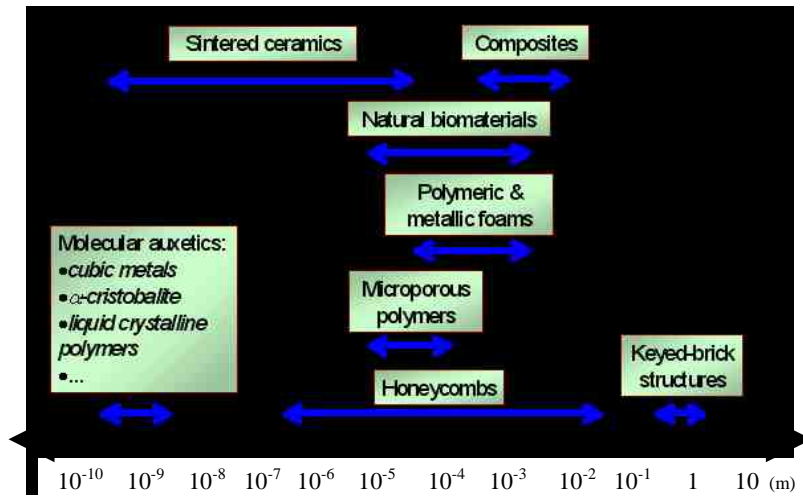 Sintered ceramics
Composites
Natural biomaterials
Polymeric &
metallic foams
Molecular auxetics:
•cubic metals
•α-cristobalite
•liquid crystalline
polymers
•...
Microporous
polymers
Keyed-brick
structures
Honeycombs
10⁻¹⁰ 10⁻⁹ 10⁻⁸ 10⁻⁷ 10⁻⁶ 10⁻⁵ 10⁻⁴ 10⁻³ 10⁻² 10⁻¹ 1 10 (m)